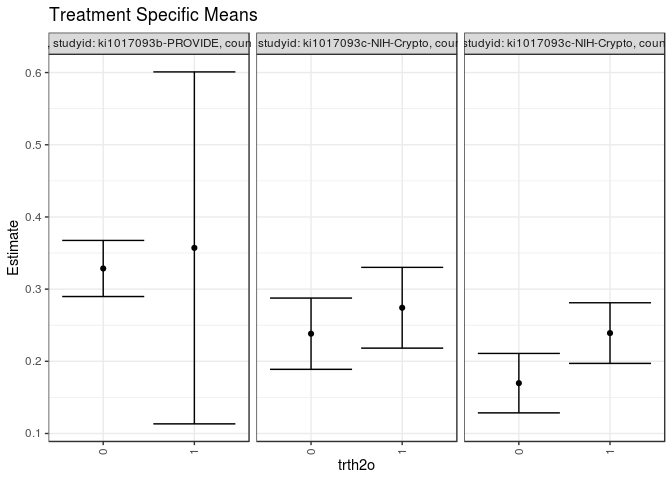 Treatment Specific Means
, studyid: ki1017093b-PROVIDE, coun
studyid: ki1017093c-NIH-Crypto, coun
studyid: ki1017093c-NIH-Crypto, coun
0.6
0.5
0.4
0.3
0.2
0.1
Estimate
0 1 0 1 0 1
trth2o